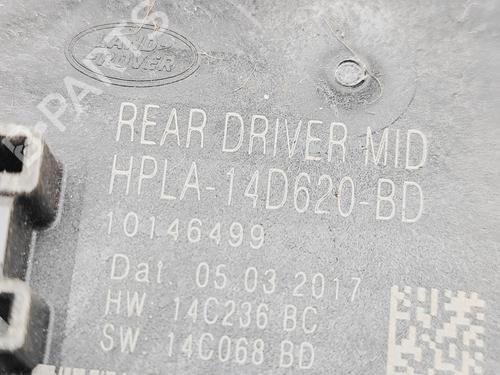 LAND-
ROVER
REAR DRIVER MID
HPLA-14D620-BD
10146499
Dat. 05.03.2017
HW 14C236 BC
SW: 14C068 BD